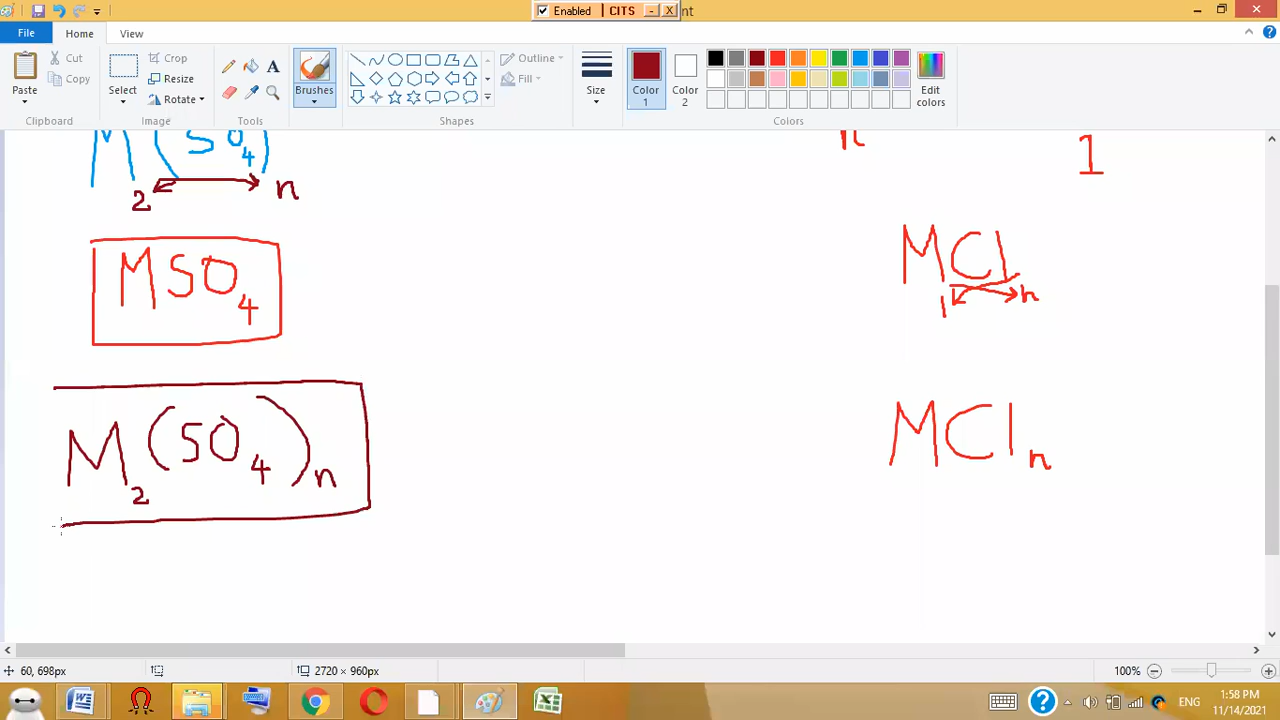 Enabled | CITS
nt
File Home View
Paste
Cut
Copy
Clipboard
Select
Crop
Resize
Rotate
Image
A
Tools
Brushes
Outline
Fill
Shapes
Size
Color 1
Color 2
Edit colors
Colors
M2(SO4)n
n 1
MSO4
MCl
1 n
M2(SO4)n
MCln
60, 698px
2720 × 960px
100%
ENG
1:58 PM
11/14/2021